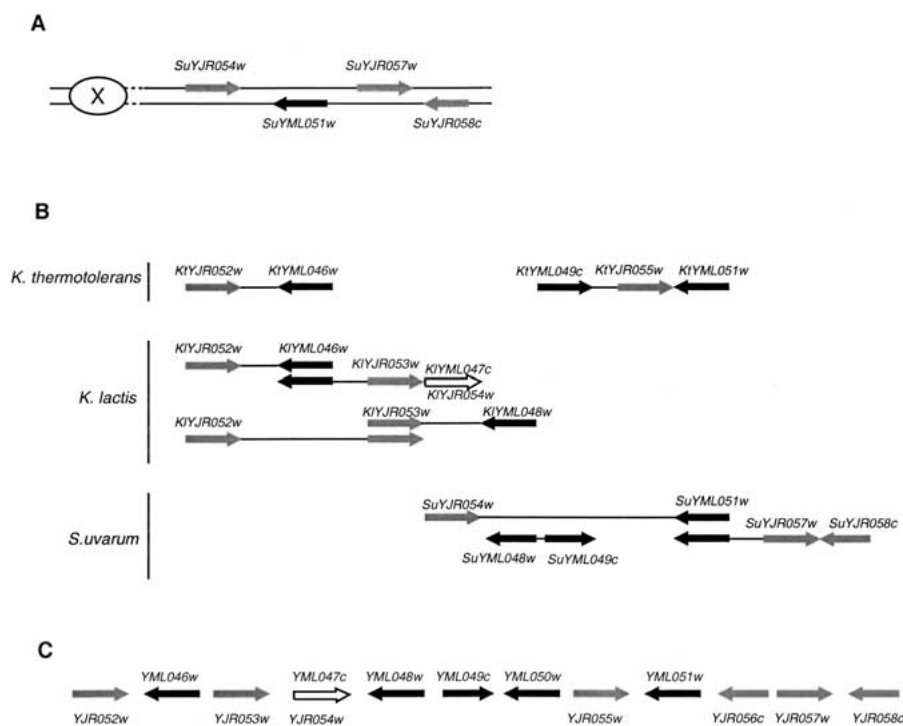 A
SuYJR054w SuYJR057w
X
SuYML051w SuYJR058c
B
K. thermotolerans
KtYJR052w KtYML046w KtYML049c KtYJR055w KtYML051w
K. lactis
KlYJR052w KlYML046w KlYJR053w KlYML047c
KlYJR054w
KlYJR052w KlYJR053w KlYML048w
S.uvarum
SuYJR054w SuYML051w SuYJR057w SuYJR058c
SuYML048w SuYML049c
C
YML046w YML047c YML048w YML049c YML050w YML051w
YJR052w YJR053w YJR054w YJR055w YJR056c YJR057w YJR058c